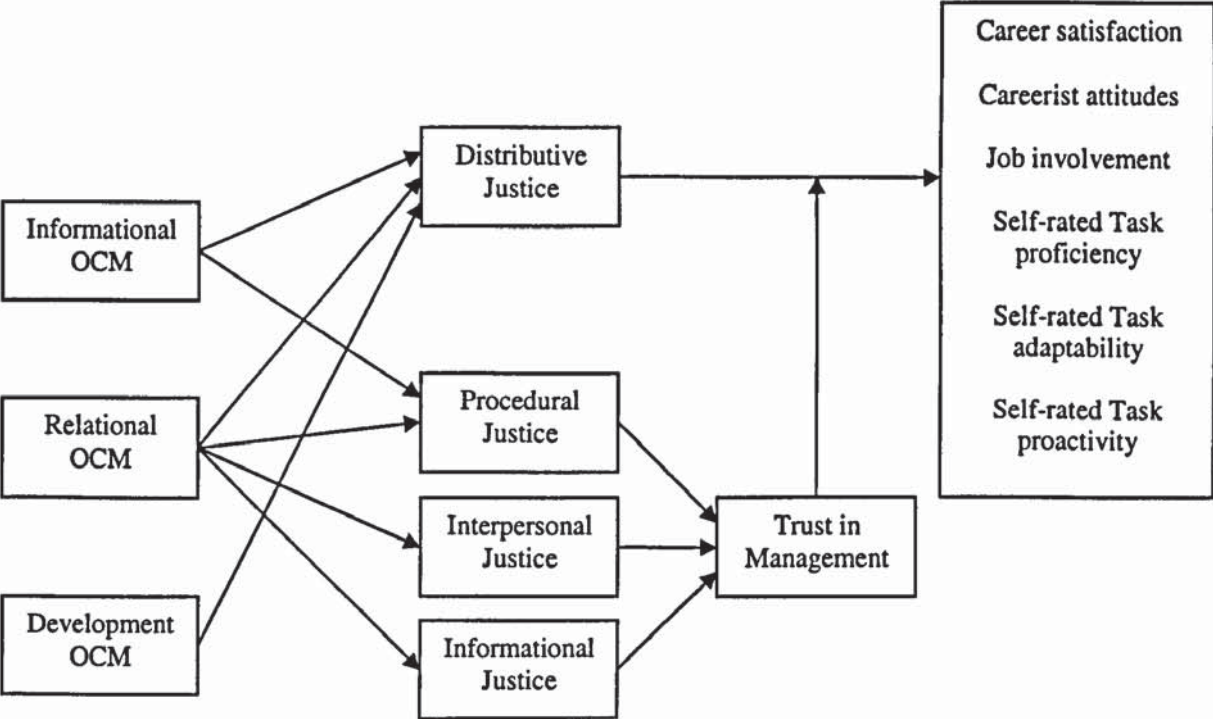 Informational
OCM
Relational
OCM
Development
OCM
Distributive
Justice
Procedural
Justice
Interpersonal
Justice
Informational
Justice
Trust in
Management
Career satisfaction
Careerist attitudes
Job involvement
Self-rated Task
proficiency
Self-rated Task
adaptability
Self-rated Task
proactivity